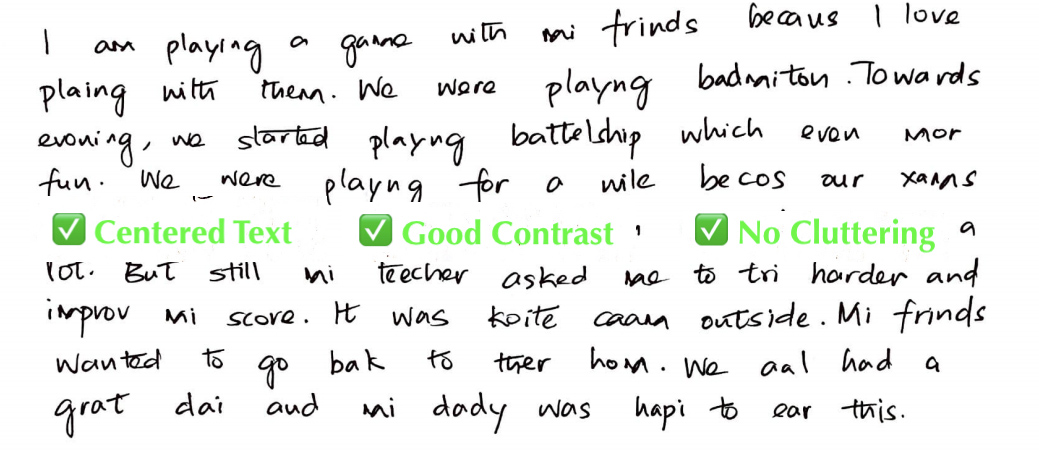 I am playing a game with mi frinds becaus I love
plaing with them. We were playng badmiton. Towards
evoning, we started playng battelship which even mor
fun. We were playng for a wile becos our xams
✅ Centered Text ✅ Good Contrast ✅ No Cluttering a
lot. But still mi teecher asked me to tri harder and
improv mi score. It was koite caam outside. Mi frinds
wanted to go bak to ther hom. We aal had a
grat dai and mi dady was hapi to ear this.